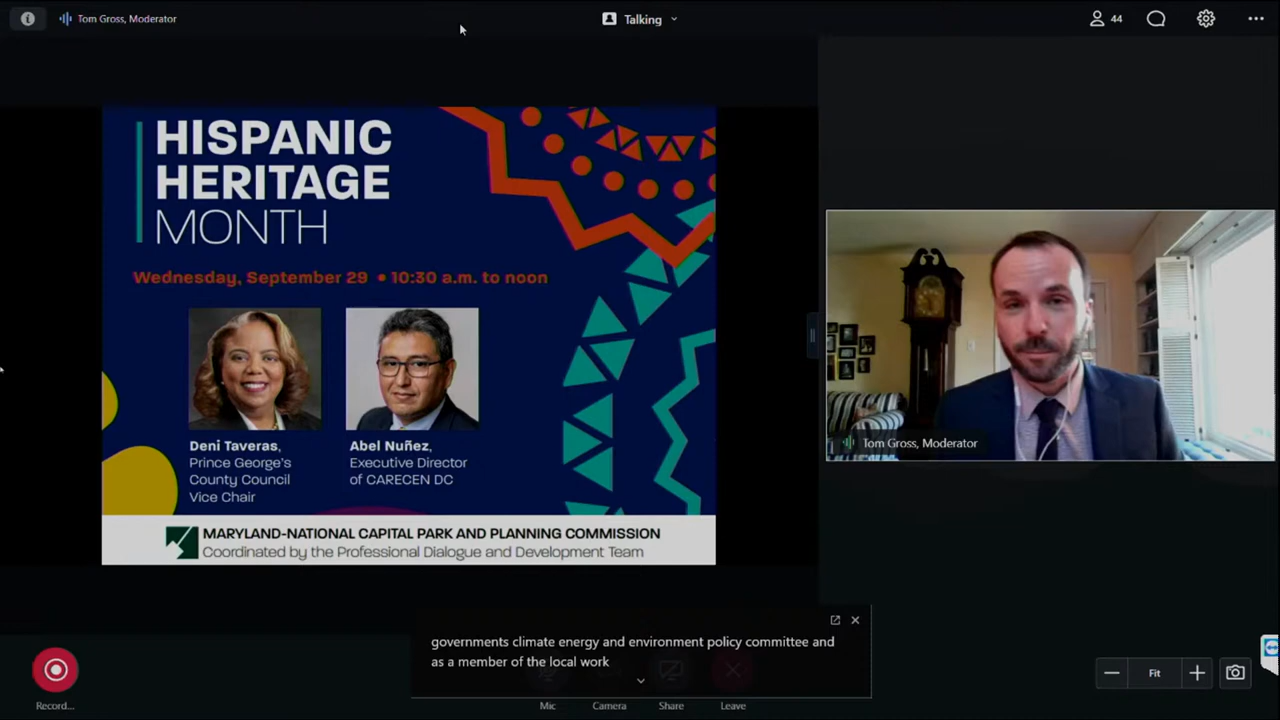 Tom Gross, Moderator
Talking
44
HISPANIC
HERITAGE
MONTH
Wednesday, September 29 • 10:30 a.m. to noon
Deni Taveras,
Prince George's
County Council
Vice Chair
Abel Nuñez,
Executive Director
of CARECEN DC
MARYLAND-NATIONAL CAPITAL PARK AND PLANNING COMMISSION
Coordinated by the Professional Dialogue and Development Team
Tom Gross, Moderator
governments climate energy and environment policy committee and
as a member of the local work
Record...
Mic
Camera
Share
Leave
Fit